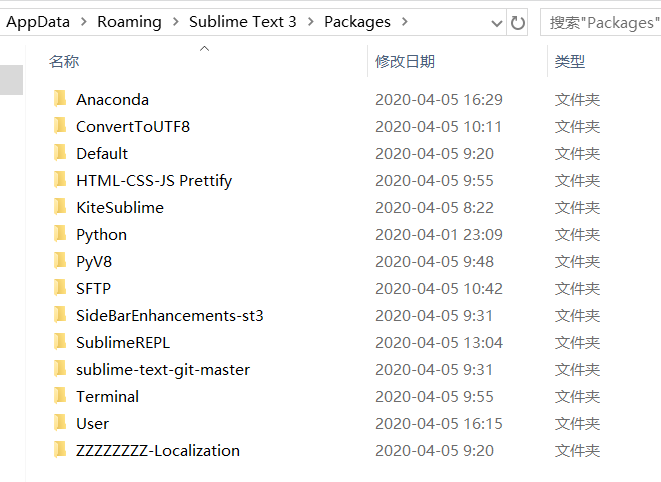 AppData > Roaming > Sublime Text 3 > Packages > 搜索"Packages"
名称 修改日期 类型
Anaconda 2020-04-05 16:29 文件夹
ConvertToUTF8 2020-04-05 10:11 文件夹
Default 2020-04-05 9:20 文件夹
HTML-CSS-JS Prettify 2020-04-05 9:55 文件夹
KiteSublime 2020-04-05 8:22 文件夹
Python 2020-04-01 23:09 文件夹
PyV8 2020-04-05 9:48 文件夹
SFTP 2020-04-05 10:42 文件夹
SideBarEnhancements-st3 2020-04-05 9:31 文件夹
SublimeREPL 2020-04-05 13:04 文件夹
sublime-text-git-master 2020-04-05 9:31 文件夹
Terminal 2020-04-05 9:55 文件夹
User 2020-04-05 16:15 文件夹
ZZZZZZZZ-Localization 2020-04-05 9:20 文件夹